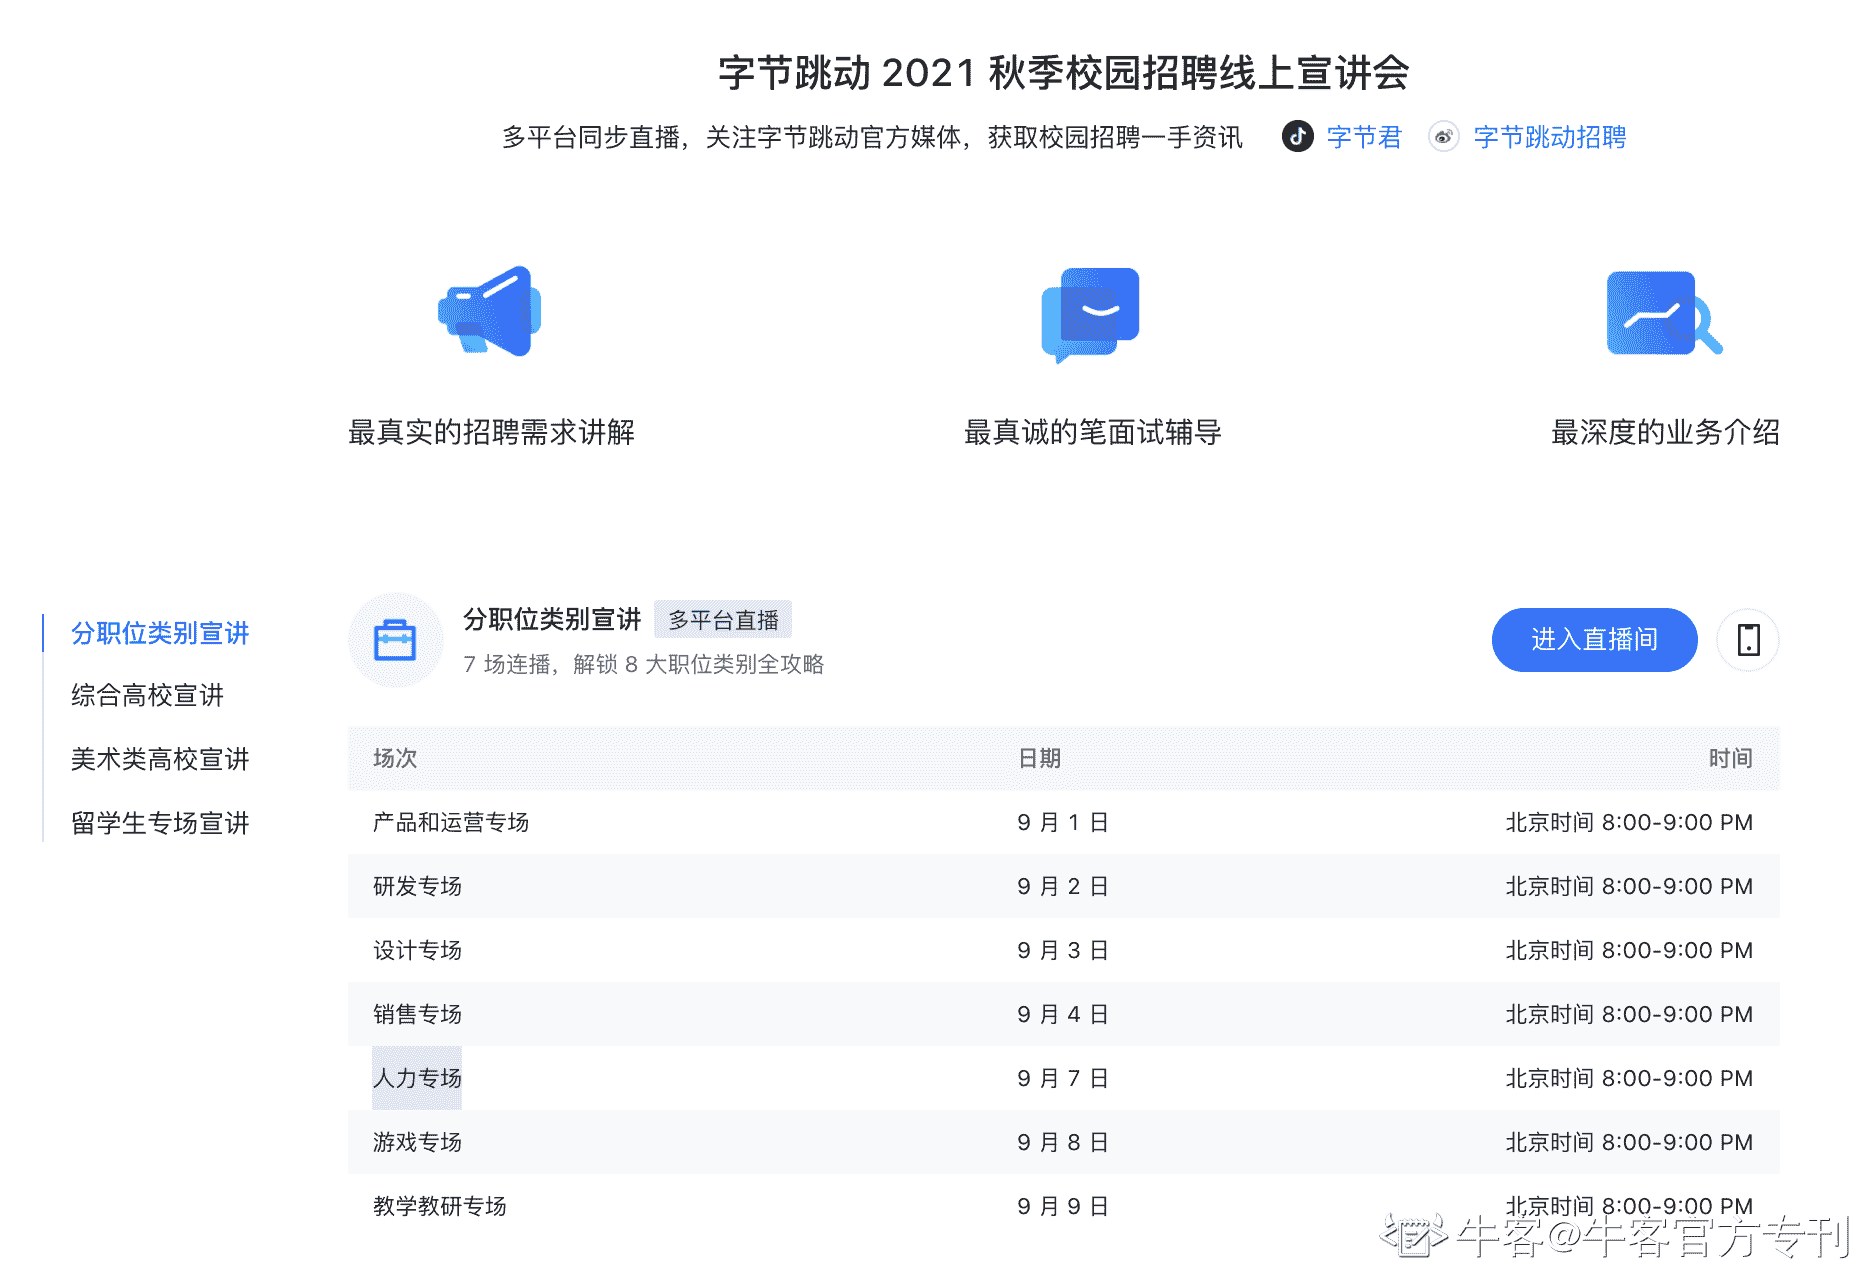 字节跳动 2021 秋季校园招聘线上宣讲会
多平台同步直播，关注字节跳动官方媒体，获取校园招聘一手资讯 字节君 字节跳动招聘
最真实的招聘需求讲解 最真诚的笔面试辅导 最深度的业务介绍
分职位类别宣讲
综合高校宣讲
美术类高校宣讲
留学生专场宣讲
分职位类别宣讲 多平台直播
7 场连播，解锁 8 大职位类别全攻略
进入直播间
场次 日期 时间
产品和运营专场 9 月 1 日 北京时间 8:00-9:00 PM
研发专场 9 月 2 日 北京时间 8:00-9:00 PM
设计专场 9 月 3 日 北京时间 8:00-9:00 PM
销售专场 9 月 4 日 北京时间 8:00-9:00 PM
人力专场 9 月 7 日 北京时间 8:00-9:00 PM
游戏专场 9 月 8 日 北京时间 8:00-9:00 PM
教学教研专场 9 月 9 日 北京时间 8:00-9:00 PM
牛客@牛客官方专刊